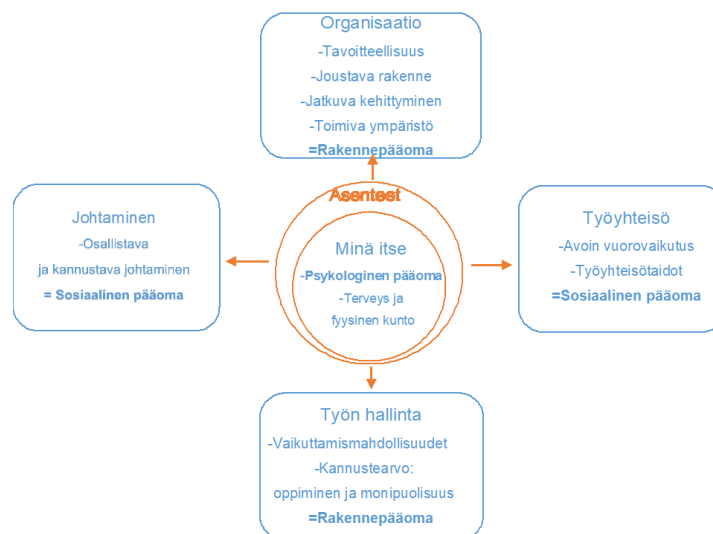 Organisaatio
-Tavoitteellisuus
-Joustava rakenne
-Jatkuva kehittyminen
-Toimiva ympäristö
=Rakennepääoma
Asenteet
Johtaminen
-Osallistava
ja kannustava johtaminen
= Sosiaalinen pääoma
Minä itse
-Psykologinen pääoma
-Terveys ja
fyysinen kunto
Työyhteisö
-Avoin vuorovaikutus
-Työyhteisötaidot
=Sosiaalinen pääoma
Työn hallinta
-Vaikuttamismahdollisuudet
-Kannustearvo:
oppiminen ja monipuolisuus
=Rakennepääoma